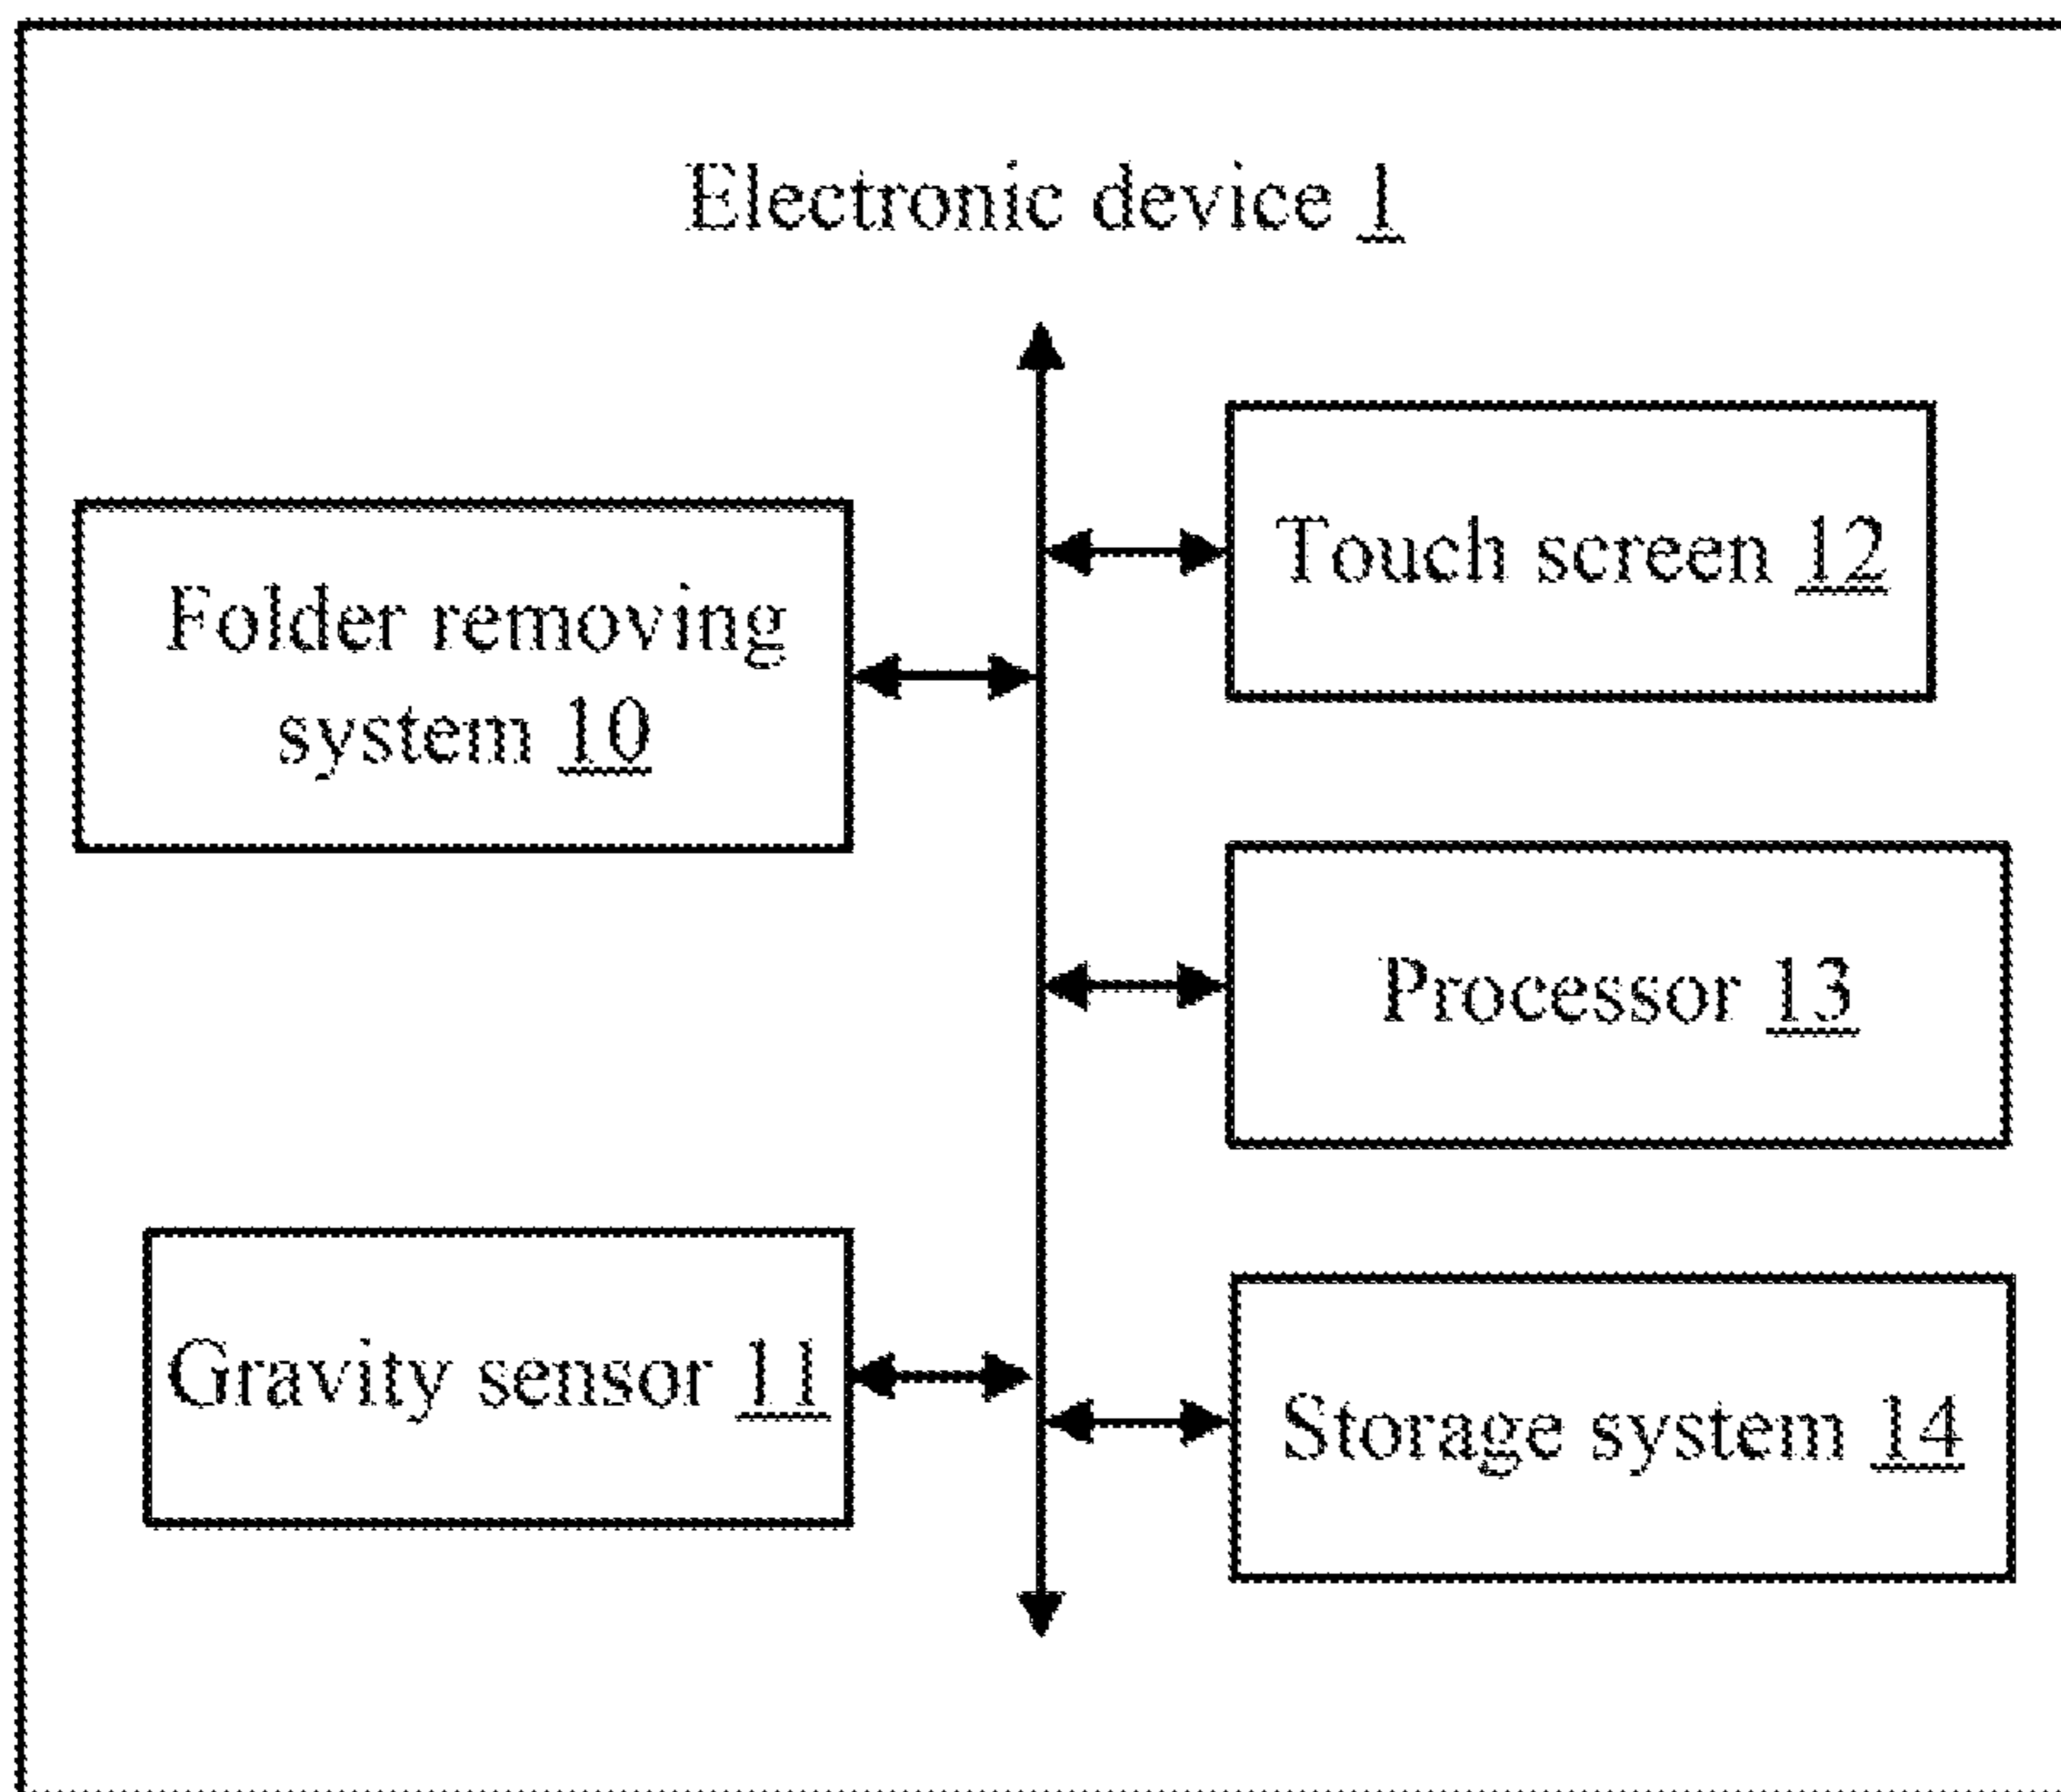 Electronic device 1
Touch screen 12
Folder removing
system 10
Processor 13
Gravity sensor 11
Storage system 14